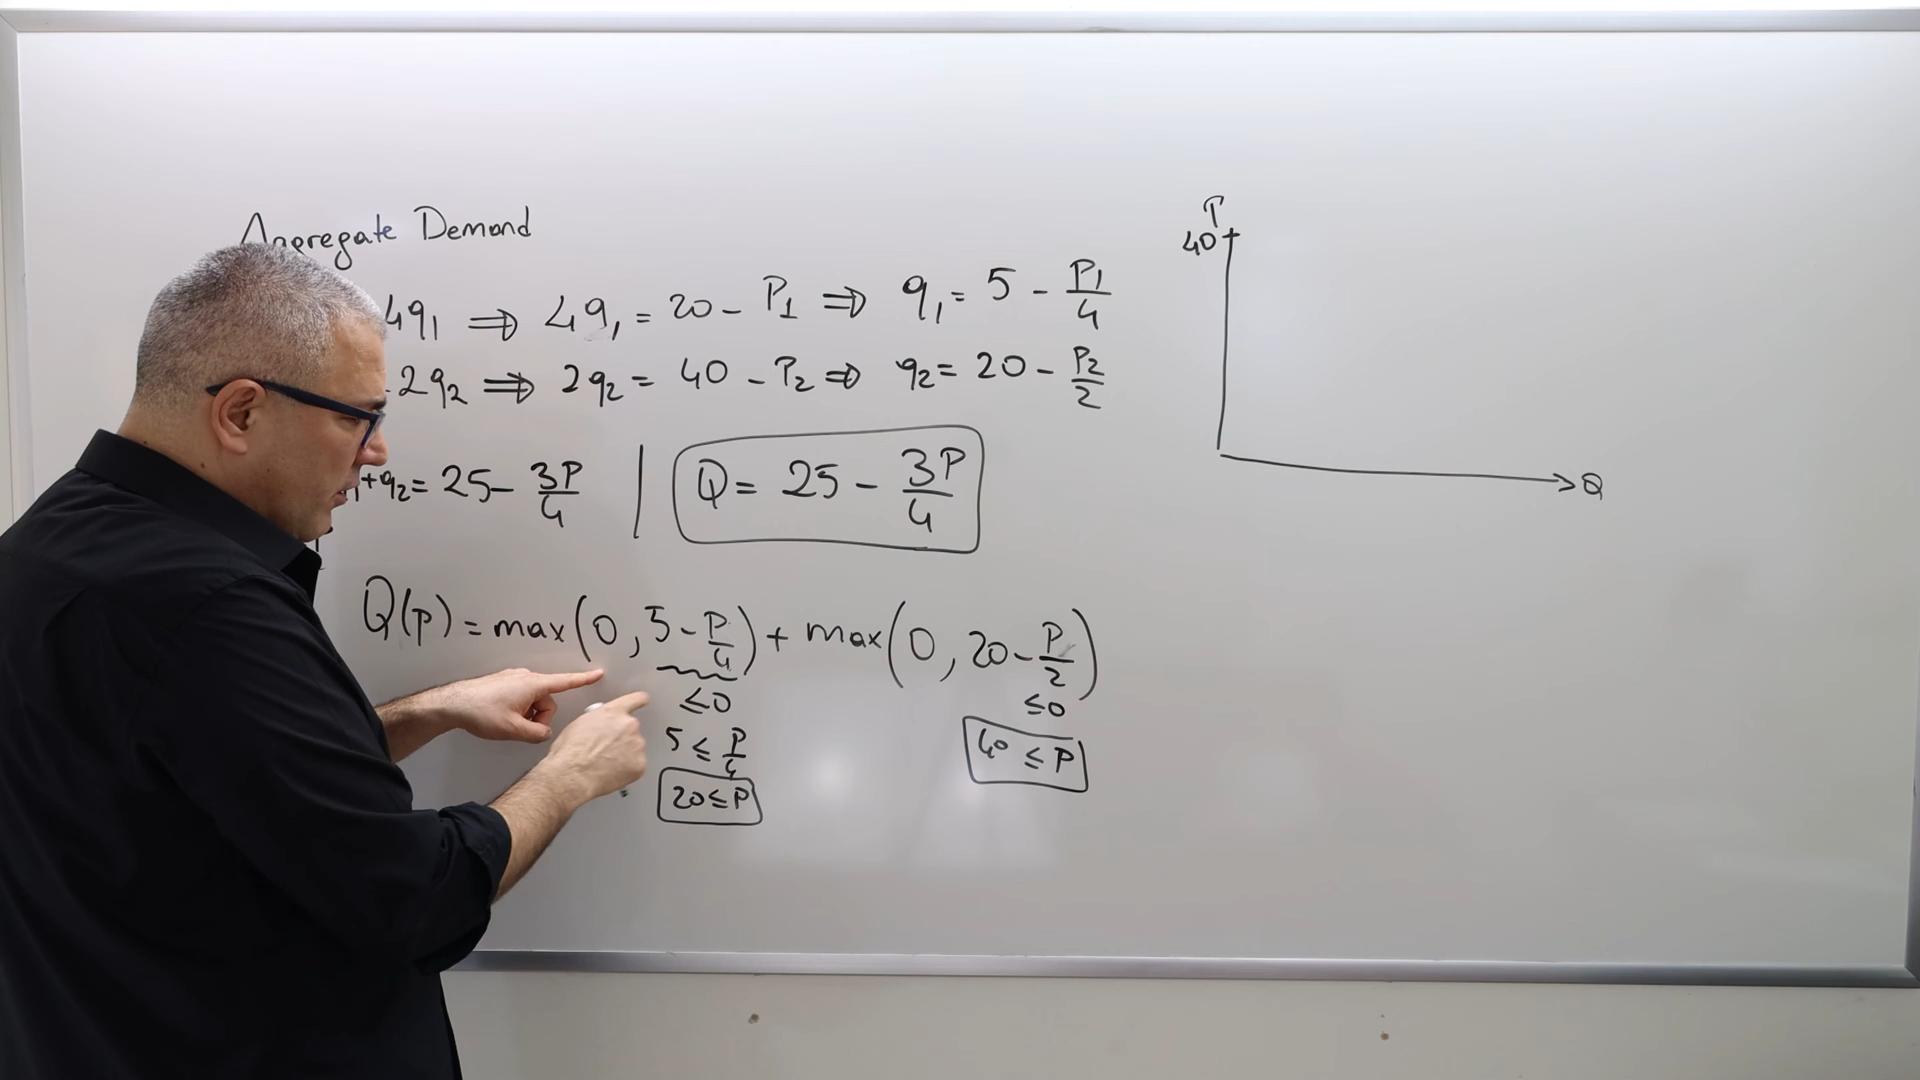 Aggregate Demand
4q₁ ⇒ 4q₁ = 20 - P₁ ⇒ q₁ = 5 - P₁/4
- 2q₂ ⇒ 2q₂ = 40 - P₂ ⇒ q₂ = 20 - P₂/2
+q₂ = 25 - 3P/4 | Q = 25 - 3P/4
Q(p) = max(0, 5 - P/4) + max(0, 20 - P/2)
≤0
5 ≤ P/4
20 ≤ P
≤0
40 ≤ P
P
40
Q